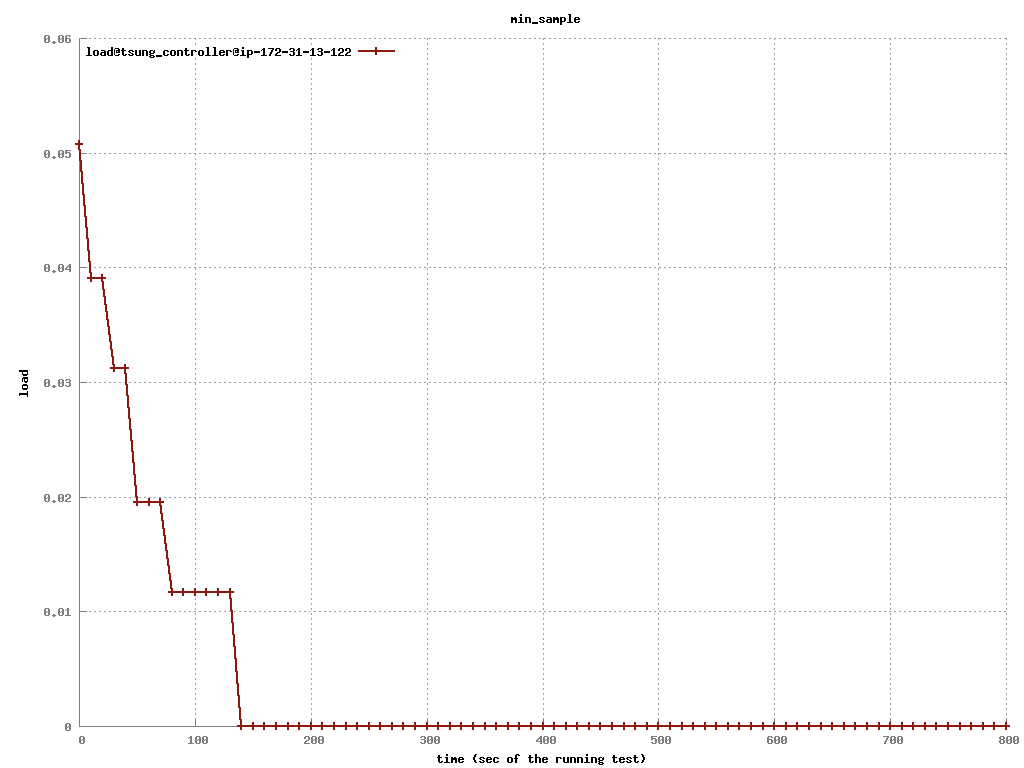 min_sample
load@tsung_controller@ip-172-31-13-122
0.06
0.05
0.04
0.03
0.02
0.01
0
load
0 100 200 300 400 500 600 700 800
time (sec of the running test)